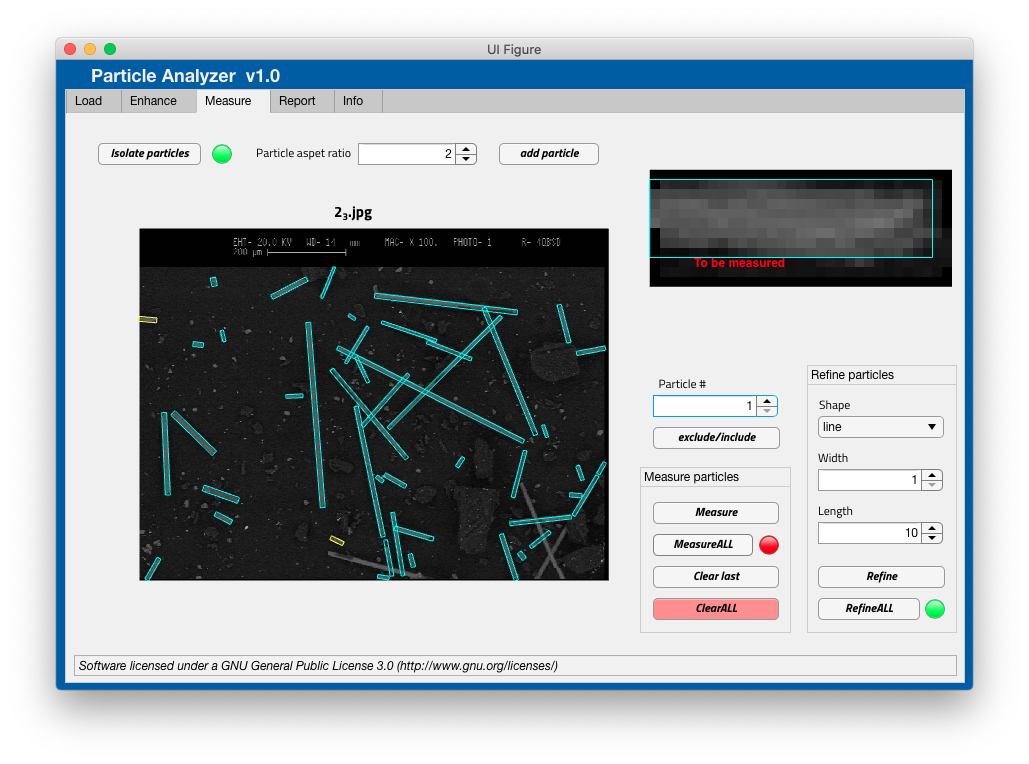 UI Figure
Particle Analyzer v1.0
Load Enhance Measure Report Info
Isolate particles Particle aspet ratio 2 add particle
2₃.jpg
EHT- 20.0 KV WD- 14 mm MAG- X 100. PHOTO- 1
200 µm
To be measured
Particle #
1
exclude/include
Measure particles
Measure
MeasureALL
Clear last
ClearALL
Refine particles
Shape
line
Width
1
Length
10
Refine
RefineALL
Software licensed under a GNU General Public License 3.0 (http://www.gnu.org/licenses/)